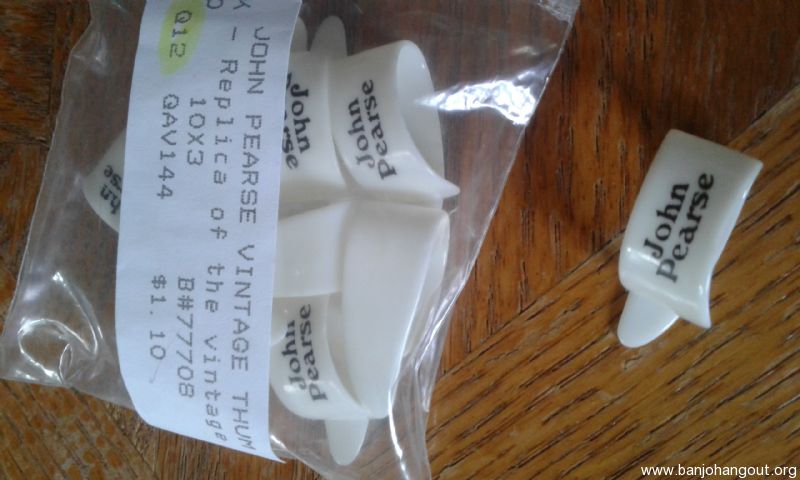 JOHN PEARSE VINTAGE THUM
- Replica of the vintage
10X3 B#77708
Q12 QAV144 $1.10
John
Pearse
John
Pearse
John
Pearse
John
Pearse
www.banjohangout.org